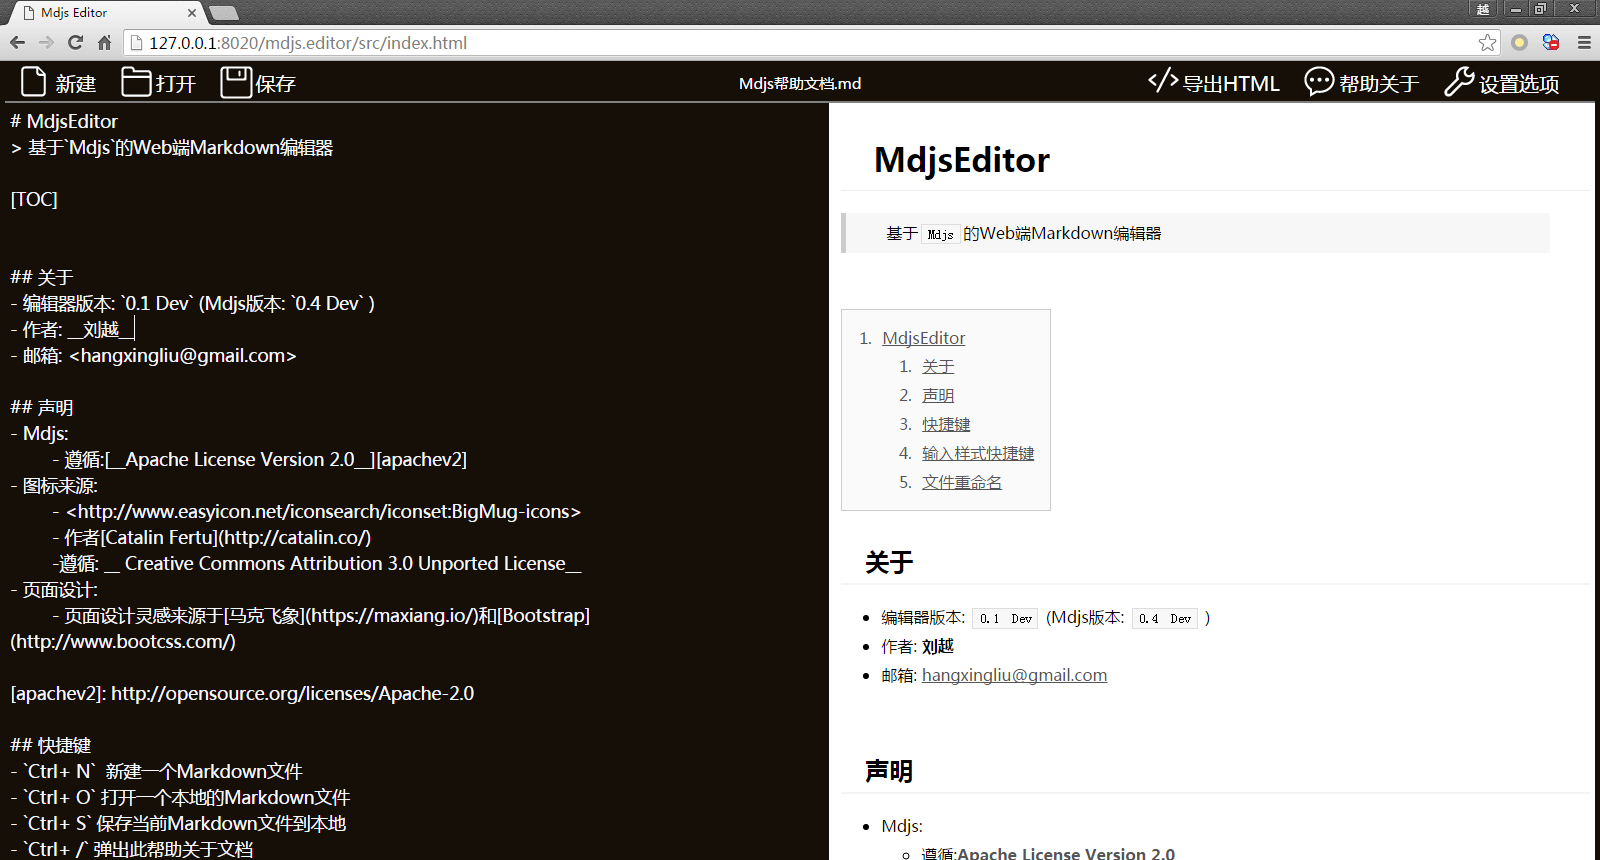 Mdjs Editor
越
127.0.0.1:8020/mdjs.editor/src/index.html
新建
打开
保存
Mdjs帮助文档.md
导出HTML
帮助关于
设置选项
# MdjsEditor
> 基于`Mdjs`的Web端Markdown编辑器
[TOC]
## 关于
- 编辑器版本: `0.1 Dev` (Mdjs版本: `0.4 Dev` )
- 作者: __刘越__
- 邮箱: <hangxingliu@gmail.com>
## 声明
- Mdjs:
- 遵循:[__Apache License Version 2.0__][apachev2]
- 图标来源:
- <http://www.easyicon.net/iconsearch/iconset:BigMug-icons>
- 作者[Catalin Fertu](http://catalin.co/)
-遵循: __ Creative Commons Attribution 3.0 Unported License__
- 页面设计:
- 页面设计灵感来源于[马克飞象](https://maxiang.io/)和[Bootstrap]
(http://www.bootcss.com/)
[apachev2]: http://opensource.org/licenses/Apache-2.0
## 快捷键
- `Ctrl+ N`  新建一个Markdown文件
- `Ctrl+ O` 打开一个本地的Markdown文件
- `Ctrl+ S` 保存当前Markdown文件到本地
- `Ctrl+ /` 弹出此帮助关于文档
MdjsEditor
基于 Mdjs 的Web端Markdown编辑器
1. MdjsEditor
1. 关于
2. 声明
3. 快捷键
4. 输入样式快捷键
5. 文件重命名
关于
• 编辑器版本: 0.1 Dev (Mdjs版本: 0.4 Dev )
• 作者: 刘越
• 邮箱: hangxingliu@gmail.com
声明
• Mdjs:
○ 遵循:Apache License Version 2.0